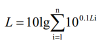 L = 10lg∑_{i=1}^{n} 10^{0.1Li}